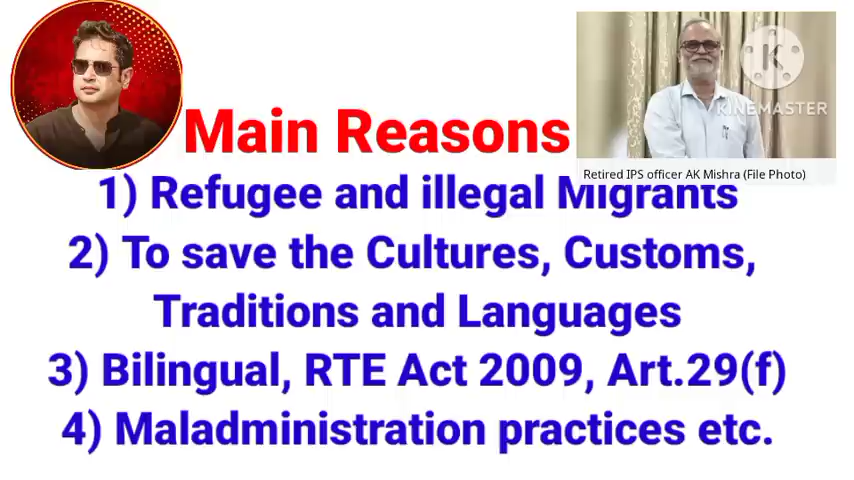 KINEMASTER
Main Reasons
Retired IPS officer AK Mishra (File Photo)
1) Refugee and illegal Migrants
2) To save the Cultures, Customs,
Traditions and Languages
3) Bilingual, RTE Act 2009, Art.29(f)
4) Maladministration practices etc.